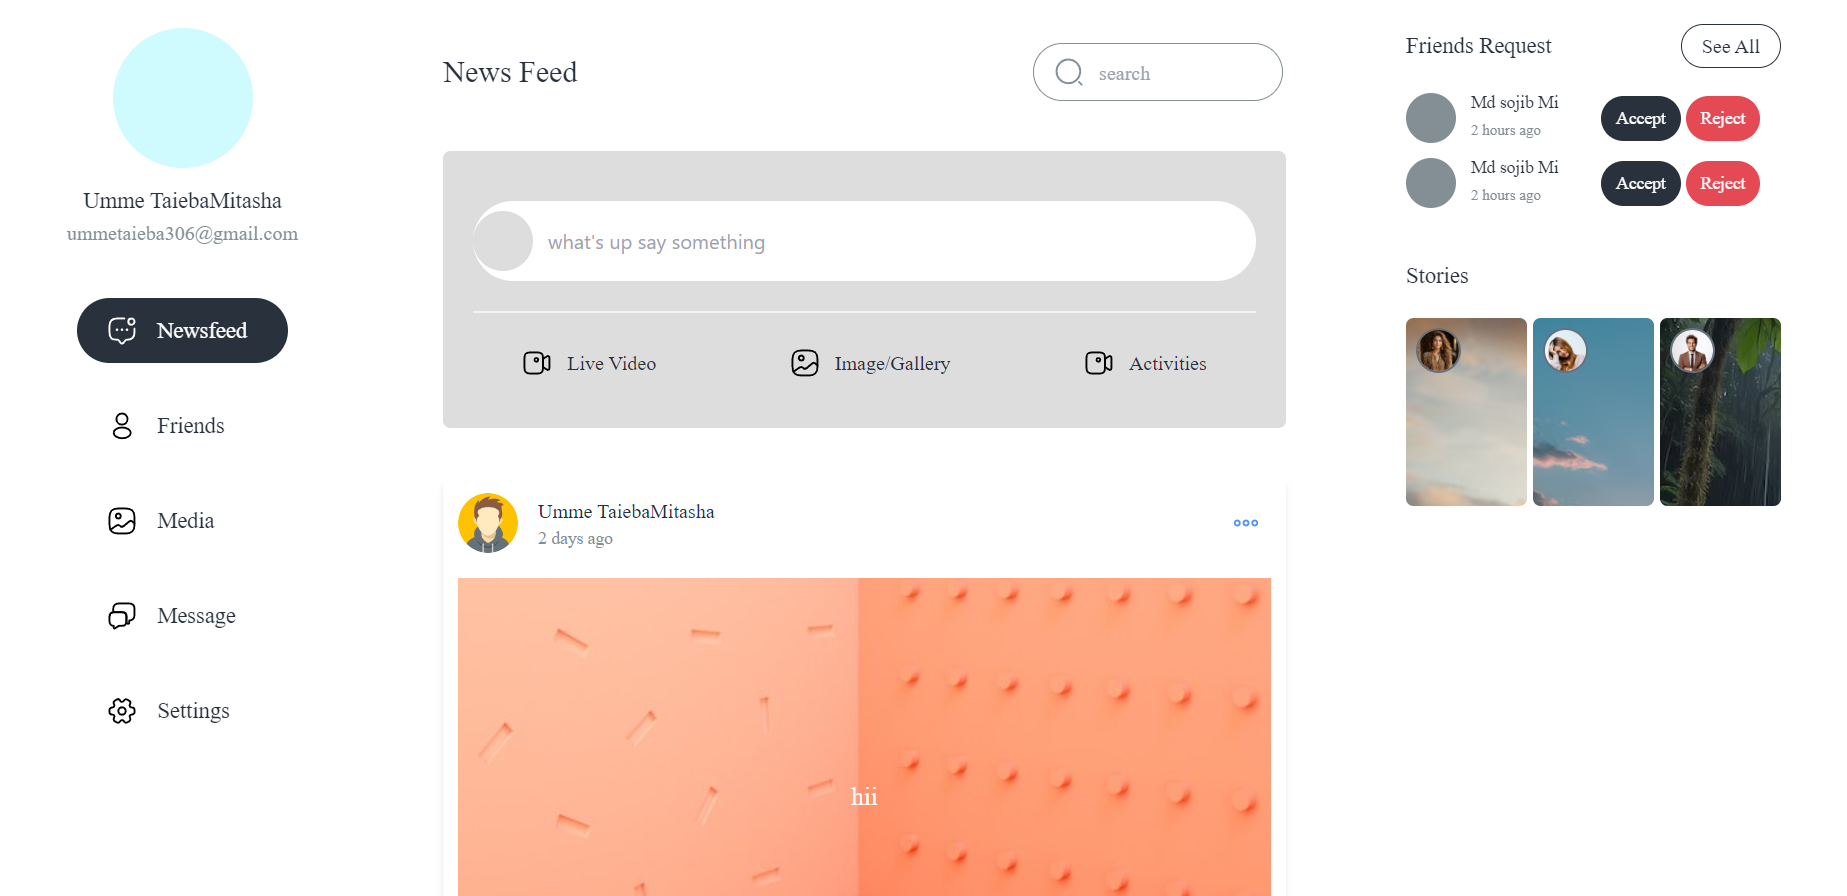 Umme TaiebaMitasha
ummetaieba306@gmail.com
Newsfeed
Friends
Media
Message
Settings
News Feed
search
what's up say something
Live Video
Image/Gallery
Activities
Umme TaiebaMitasha
2 days ago
hii
Friends Request
See All
Md sojib Mi
2 hours ago
Accept
Reject
Md sojib Mi
2 hours ago
Accept
Reject
Stories